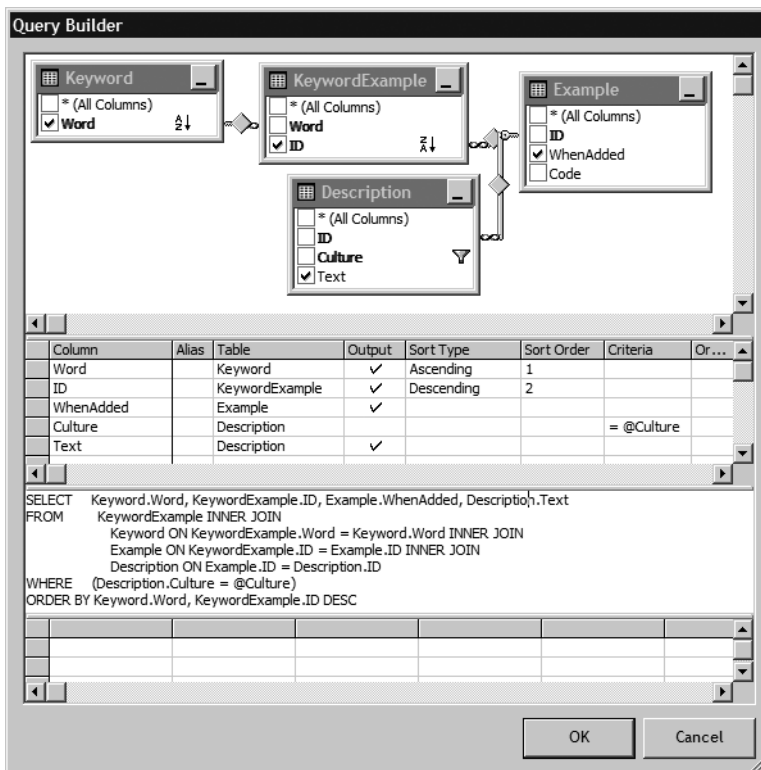 Query Builder
Keyword
* (All Columns)
Word
KeywordExample
* (All Columns)
Word
ID
Example
* (All Columns)
ID
WhenAdded
Code
Description
* (All Columns)
ID
Culture
Text
Column Alias Table Output Sort Type Sort Order Criteria Or...
Word Keyword Ascending 1
ID KeywordExample Descending 2
WhenAdded Example
Culture Description = @Culture
Text Description
SELECT Keyword.Word, KeywordExample.ID, Example.WhenAdded, Description.Text
FROM KeywordExample INNER JOIN
Keyword ON KeywordExample.Word = Keyword.Word INNER JOIN
Example ON KeywordExample.ID = Example.ID INNER JOIN
Description ON Example.ID = Description.ID
WHERE (Description.Culture = @Culture)
ORDER BY Keyword.Word, KeywordExample.ID DESC
OK Cancel